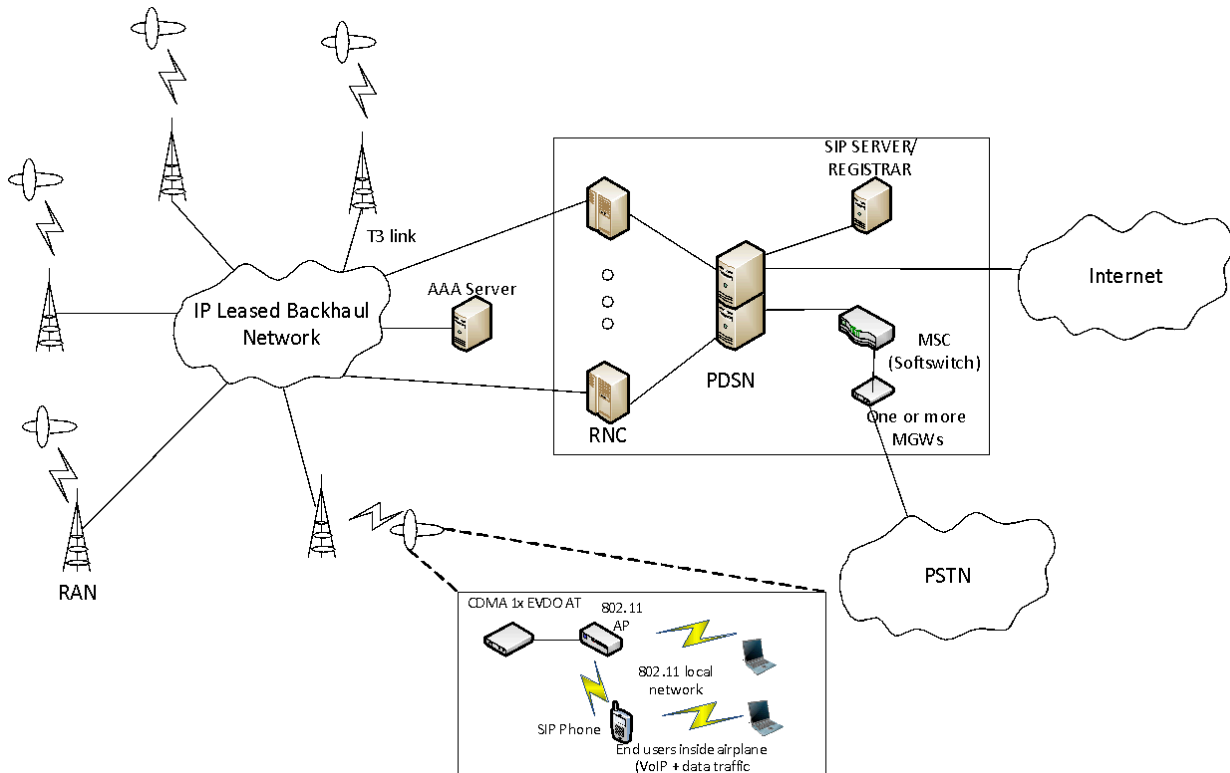 SIP SERVER/
REGISTRAR
T3 link
Internet
AAA Server
IP Leased Backhaul
Network
MSC
(Softswitch)
PDSN
One or more
MGWs
RNC
RAN
PSTN
CDMA 1x EVDO AT
802.11
AP
802.11 local
network
SIP Phone
End users inside airplane
(VoIP + data traffic